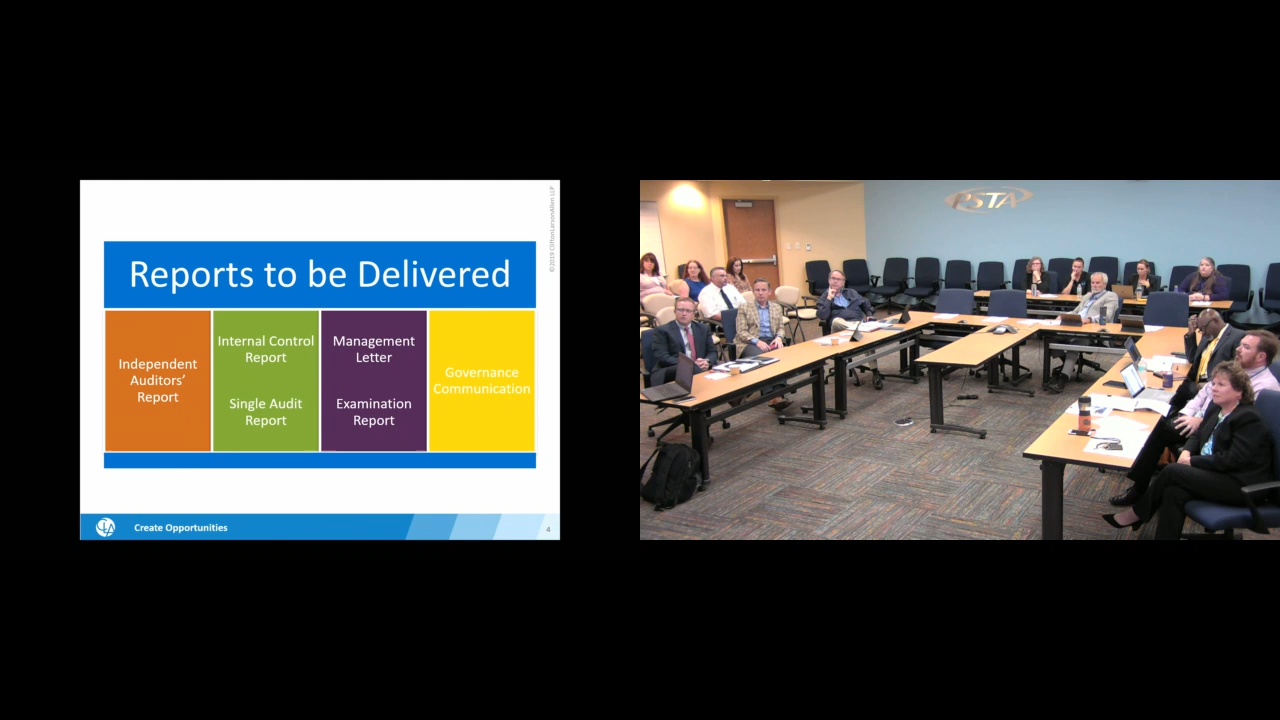 ©2019 CliftonLarsonAllen LLP
Reports to be Delivered
Independent
Auditors’
Report
Internal Control
Report
Single Audit
Report
Management
Letter
Examination
Report
Governance
Communication
CLA
Create Opportunities
4
PSTA